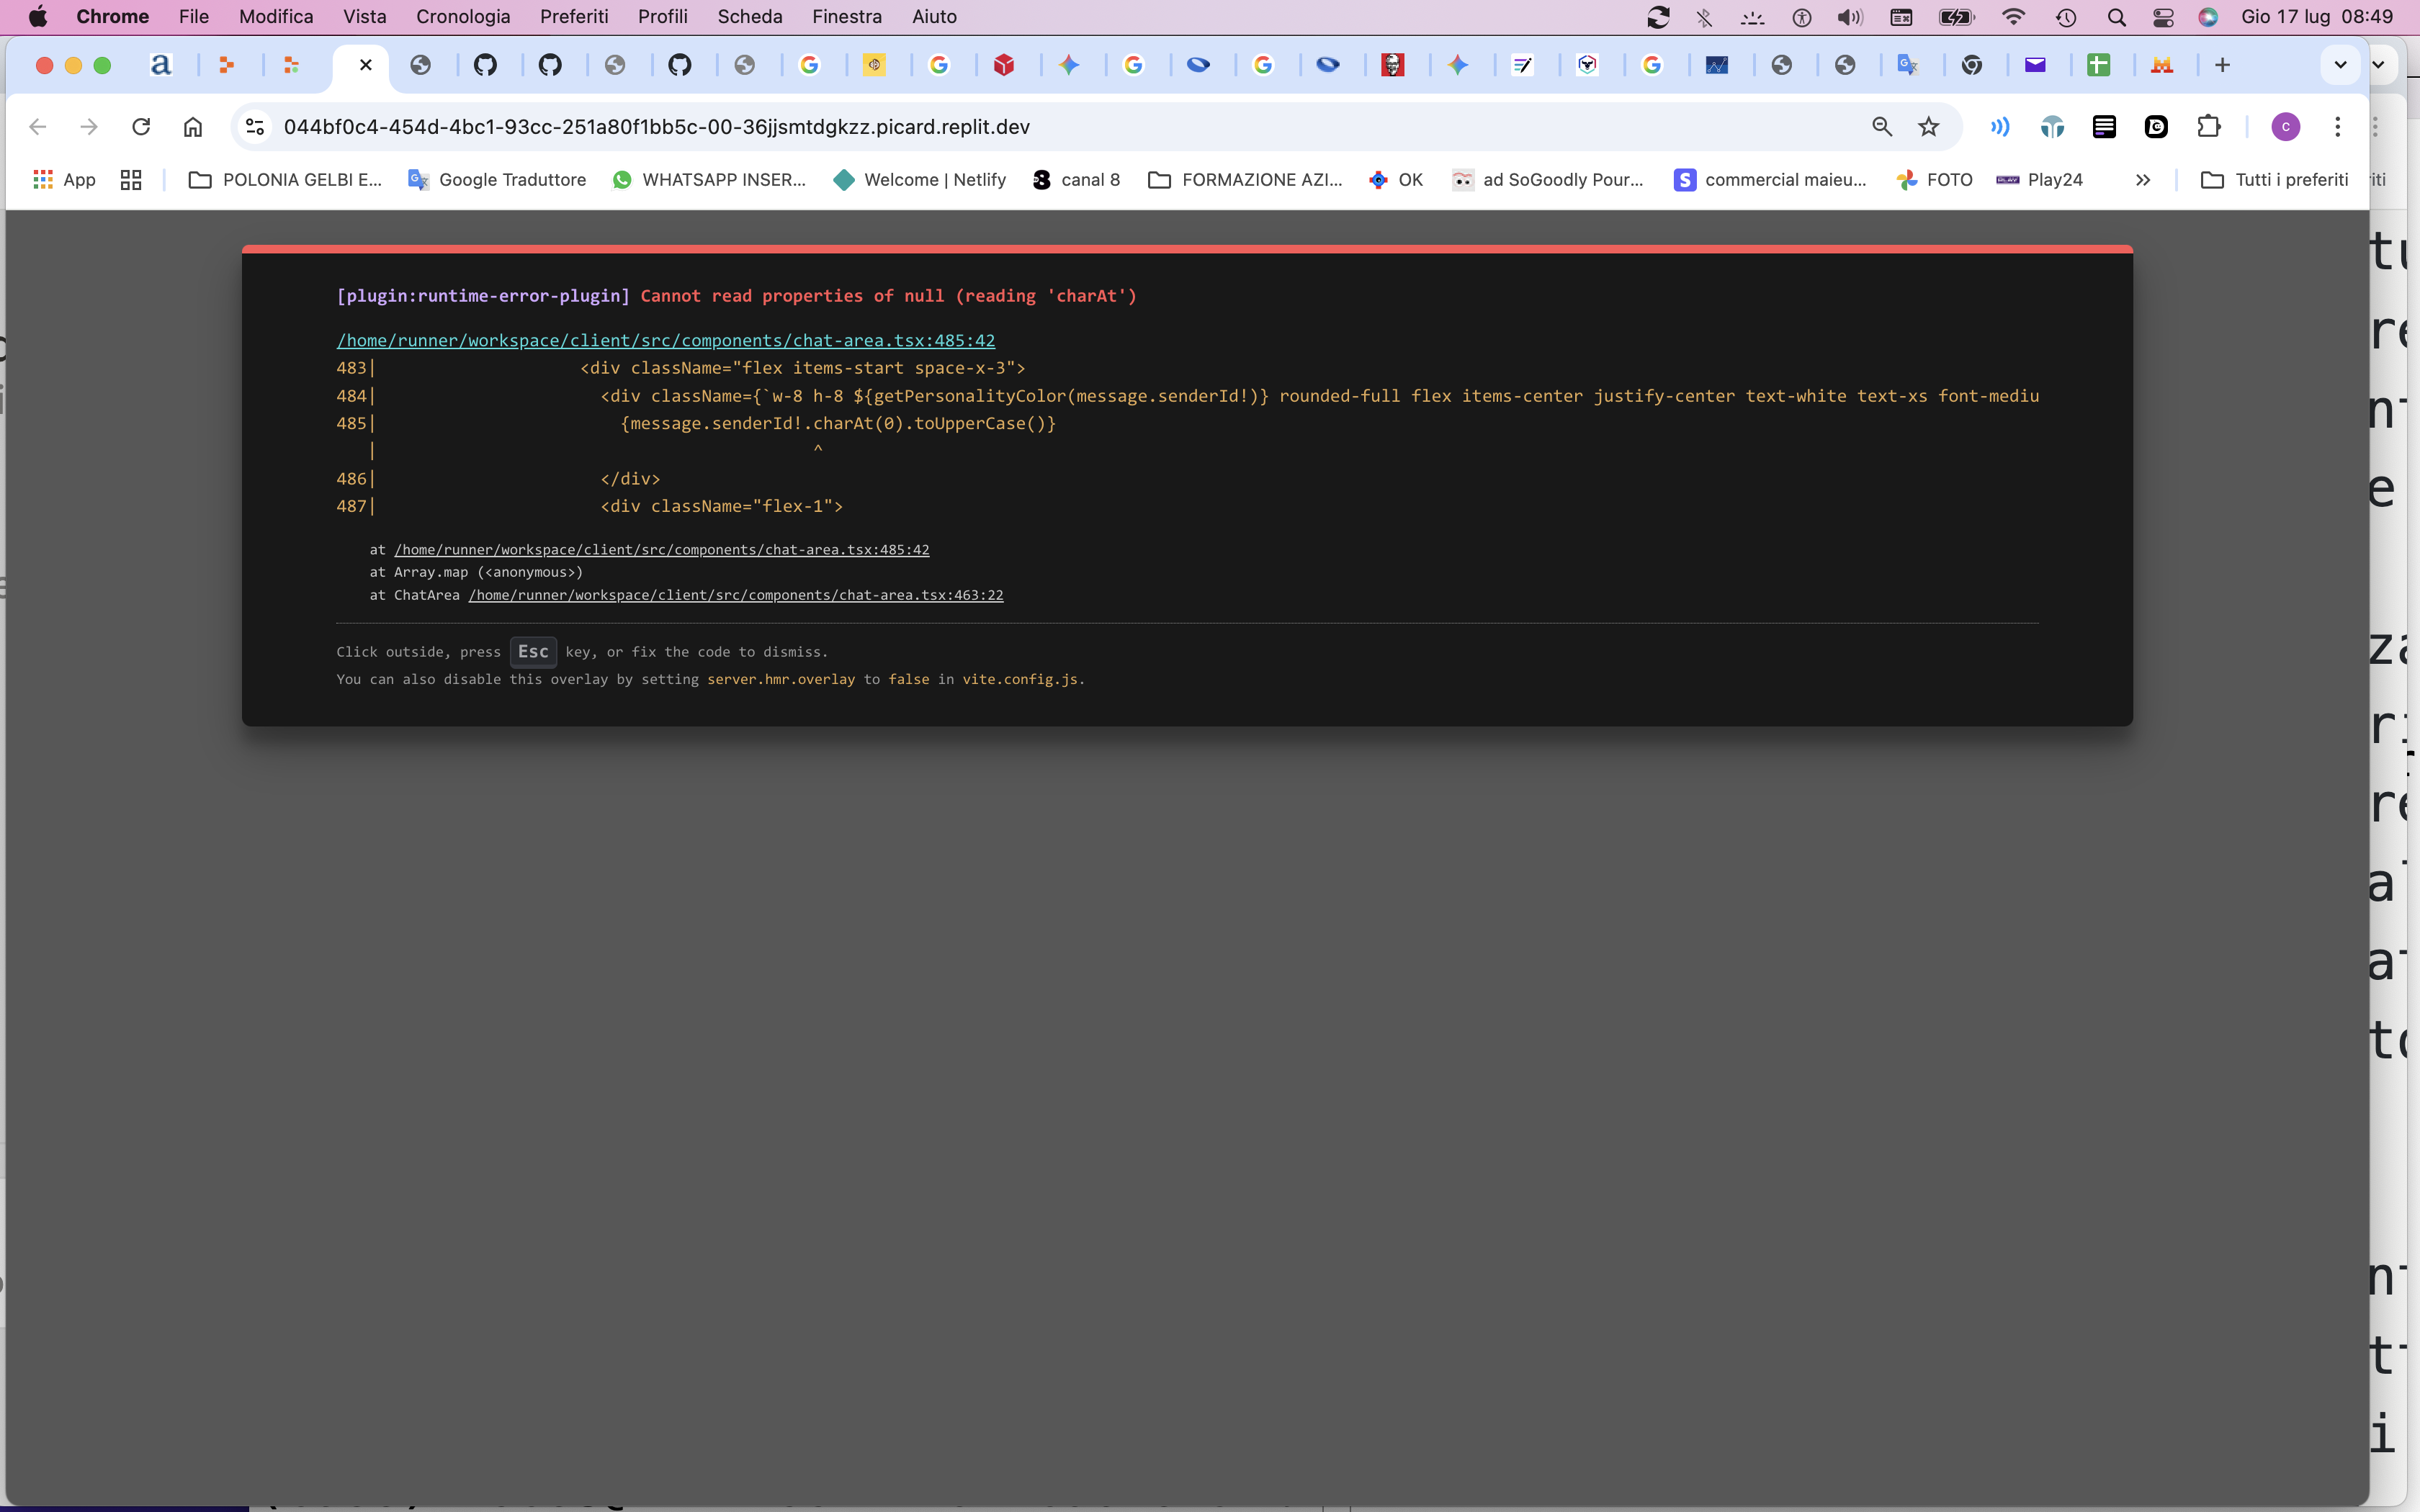 Chrome File Modifica Vista Cronologia Preferiti Profili Scheda Finestra Aiuto Gio 17 lug 08:49
044bf0c4-454d-4bc1-93cc-251a80f1bb5c-00-36jjsmtdgkzz.picard.replit.dev
App POLONIA GELBI E... Google Traduttore WHATSAPP INSER... Welcome | Netlify canal 8 FORMAZIONE AZI... OK ad SoGoodly Pour... commercial maieu... FOTO Play24 Tutti i preferiti
[plugin:runtime-error-plugin] Cannot read properties of null (reading 'charAt')
/home/runner/workspace/client/src/components/chat-area.tsx:485:42
483| <div className="flex items-start space-x-3">
484| <div className={`w-8 h-8 ${getPersonalityColor(message.senderId!)} rounded-full flex items-center justify-center text-white text-xs font-mediu
485| {message.senderId!.charAt(0).toUpperCase()}
| ^
486| </div>
487| <div className="flex-1">
at /home/runner/workspace/client/src/components/chat-area.tsx:485:42
at Array.map (<anonymous>)
at ChatArea /home/runner/workspace/client/src/components/chat-area.tsx:463:22
Click outside, press Esc key, or fix the code to dismiss.
You can also disable this overlay by setting server.hmr.overlay to false in vite.config.js.